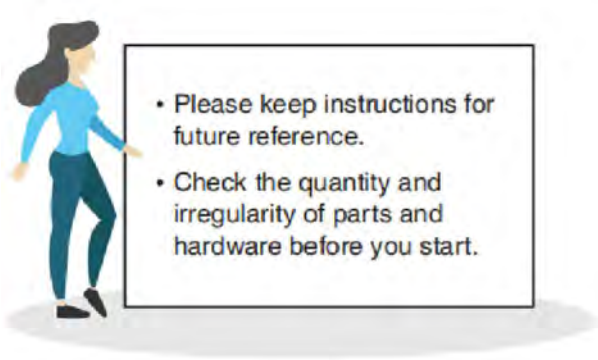 • Please keep instructions for
future reference.
• Check the quantity and
irregularity of parts and
hardware before you start.